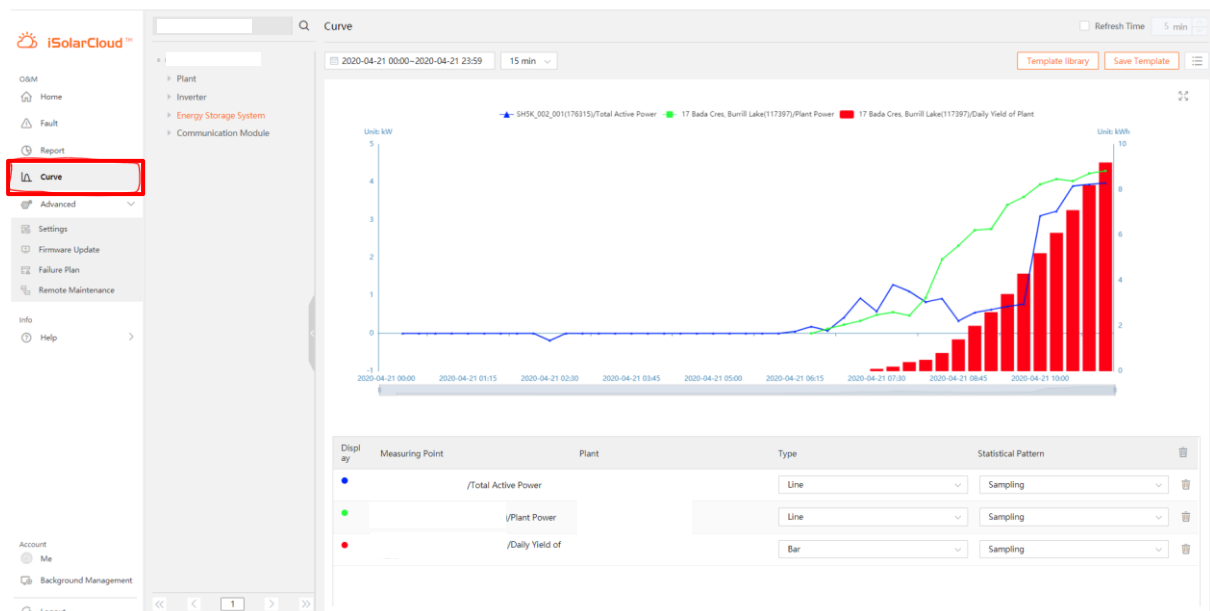 iSolarCloud™
O&M
Home
Fault
Report
Curve
Advanced
Settings
Firmware Update
Failure Plan
Remote Maintenance
Info
Help
Account
Me
Background Management
Plant
Inverter
Energy Storage System
Communication Module
<< < 1 > >>
Curve
Refresh Time 5 min
2020-04-21 00:00~2020-04-21 23:59 15 min
Template library Save Template
SH5K_002_001(176315)/Total Active Power 17 Bada Cres, Burrill Lake(117397)/Plant Power 17 Bada Cres, Burrill Lake(117397)/Daily Yield of Plant
Unit: kW Unit: kWh
5 10
4
8
3
6
2
4
1
2
0
-1 0
2020-04-21 00:00 2020-04-21 01:15 2020-04-21 02:30 2020-04-21 03:45 2020-04-21 05:00 2020-04-21 06:15 2020-04-21 07:30 2020-04-21 08:45 2020-04-21 10:00
Displ
ay Measuring Point Plant Type Statistical Pattern
/Total Active Power Line Sampling
)/Plant Power Line Sampling
/Daily Yield of Bar Sampling